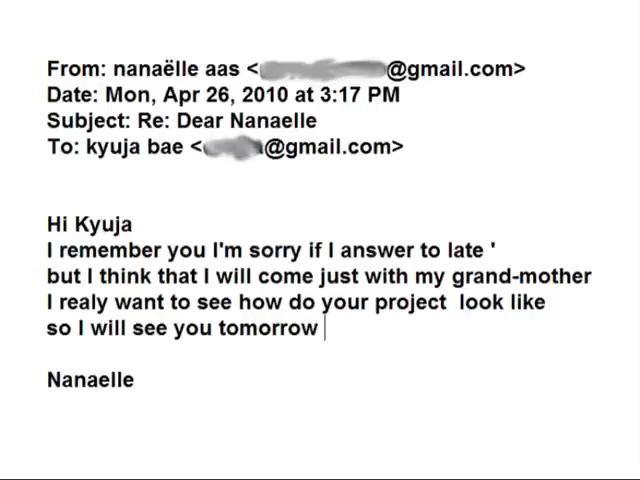 From: nanaëlle aas < @gmail.com>
Date: Mon, Apr 26, 2010 at 3:17 PM
Subject: Re: Dear Nanaelle
To: kyuja bae < @gmail.com>
Hi Kyuja
I remember you I'm sorry if I answer to late '
but I think that I will come just with my grand-mother
I realy want to see how do your project look like
so I will see you tomorrow
Nanaelle